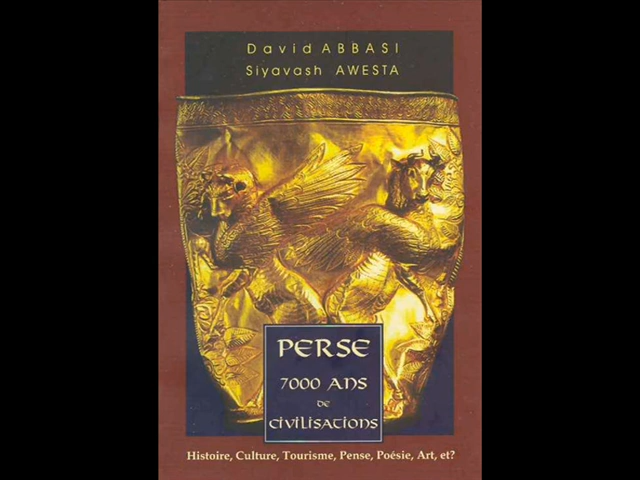 David ABBASI
Siyavash AWESTA
PERSE
7000 ANS
DE
CIVILISATIONS
Histoire, Culture, Tourisme, Pense, Poésie, Art, et?